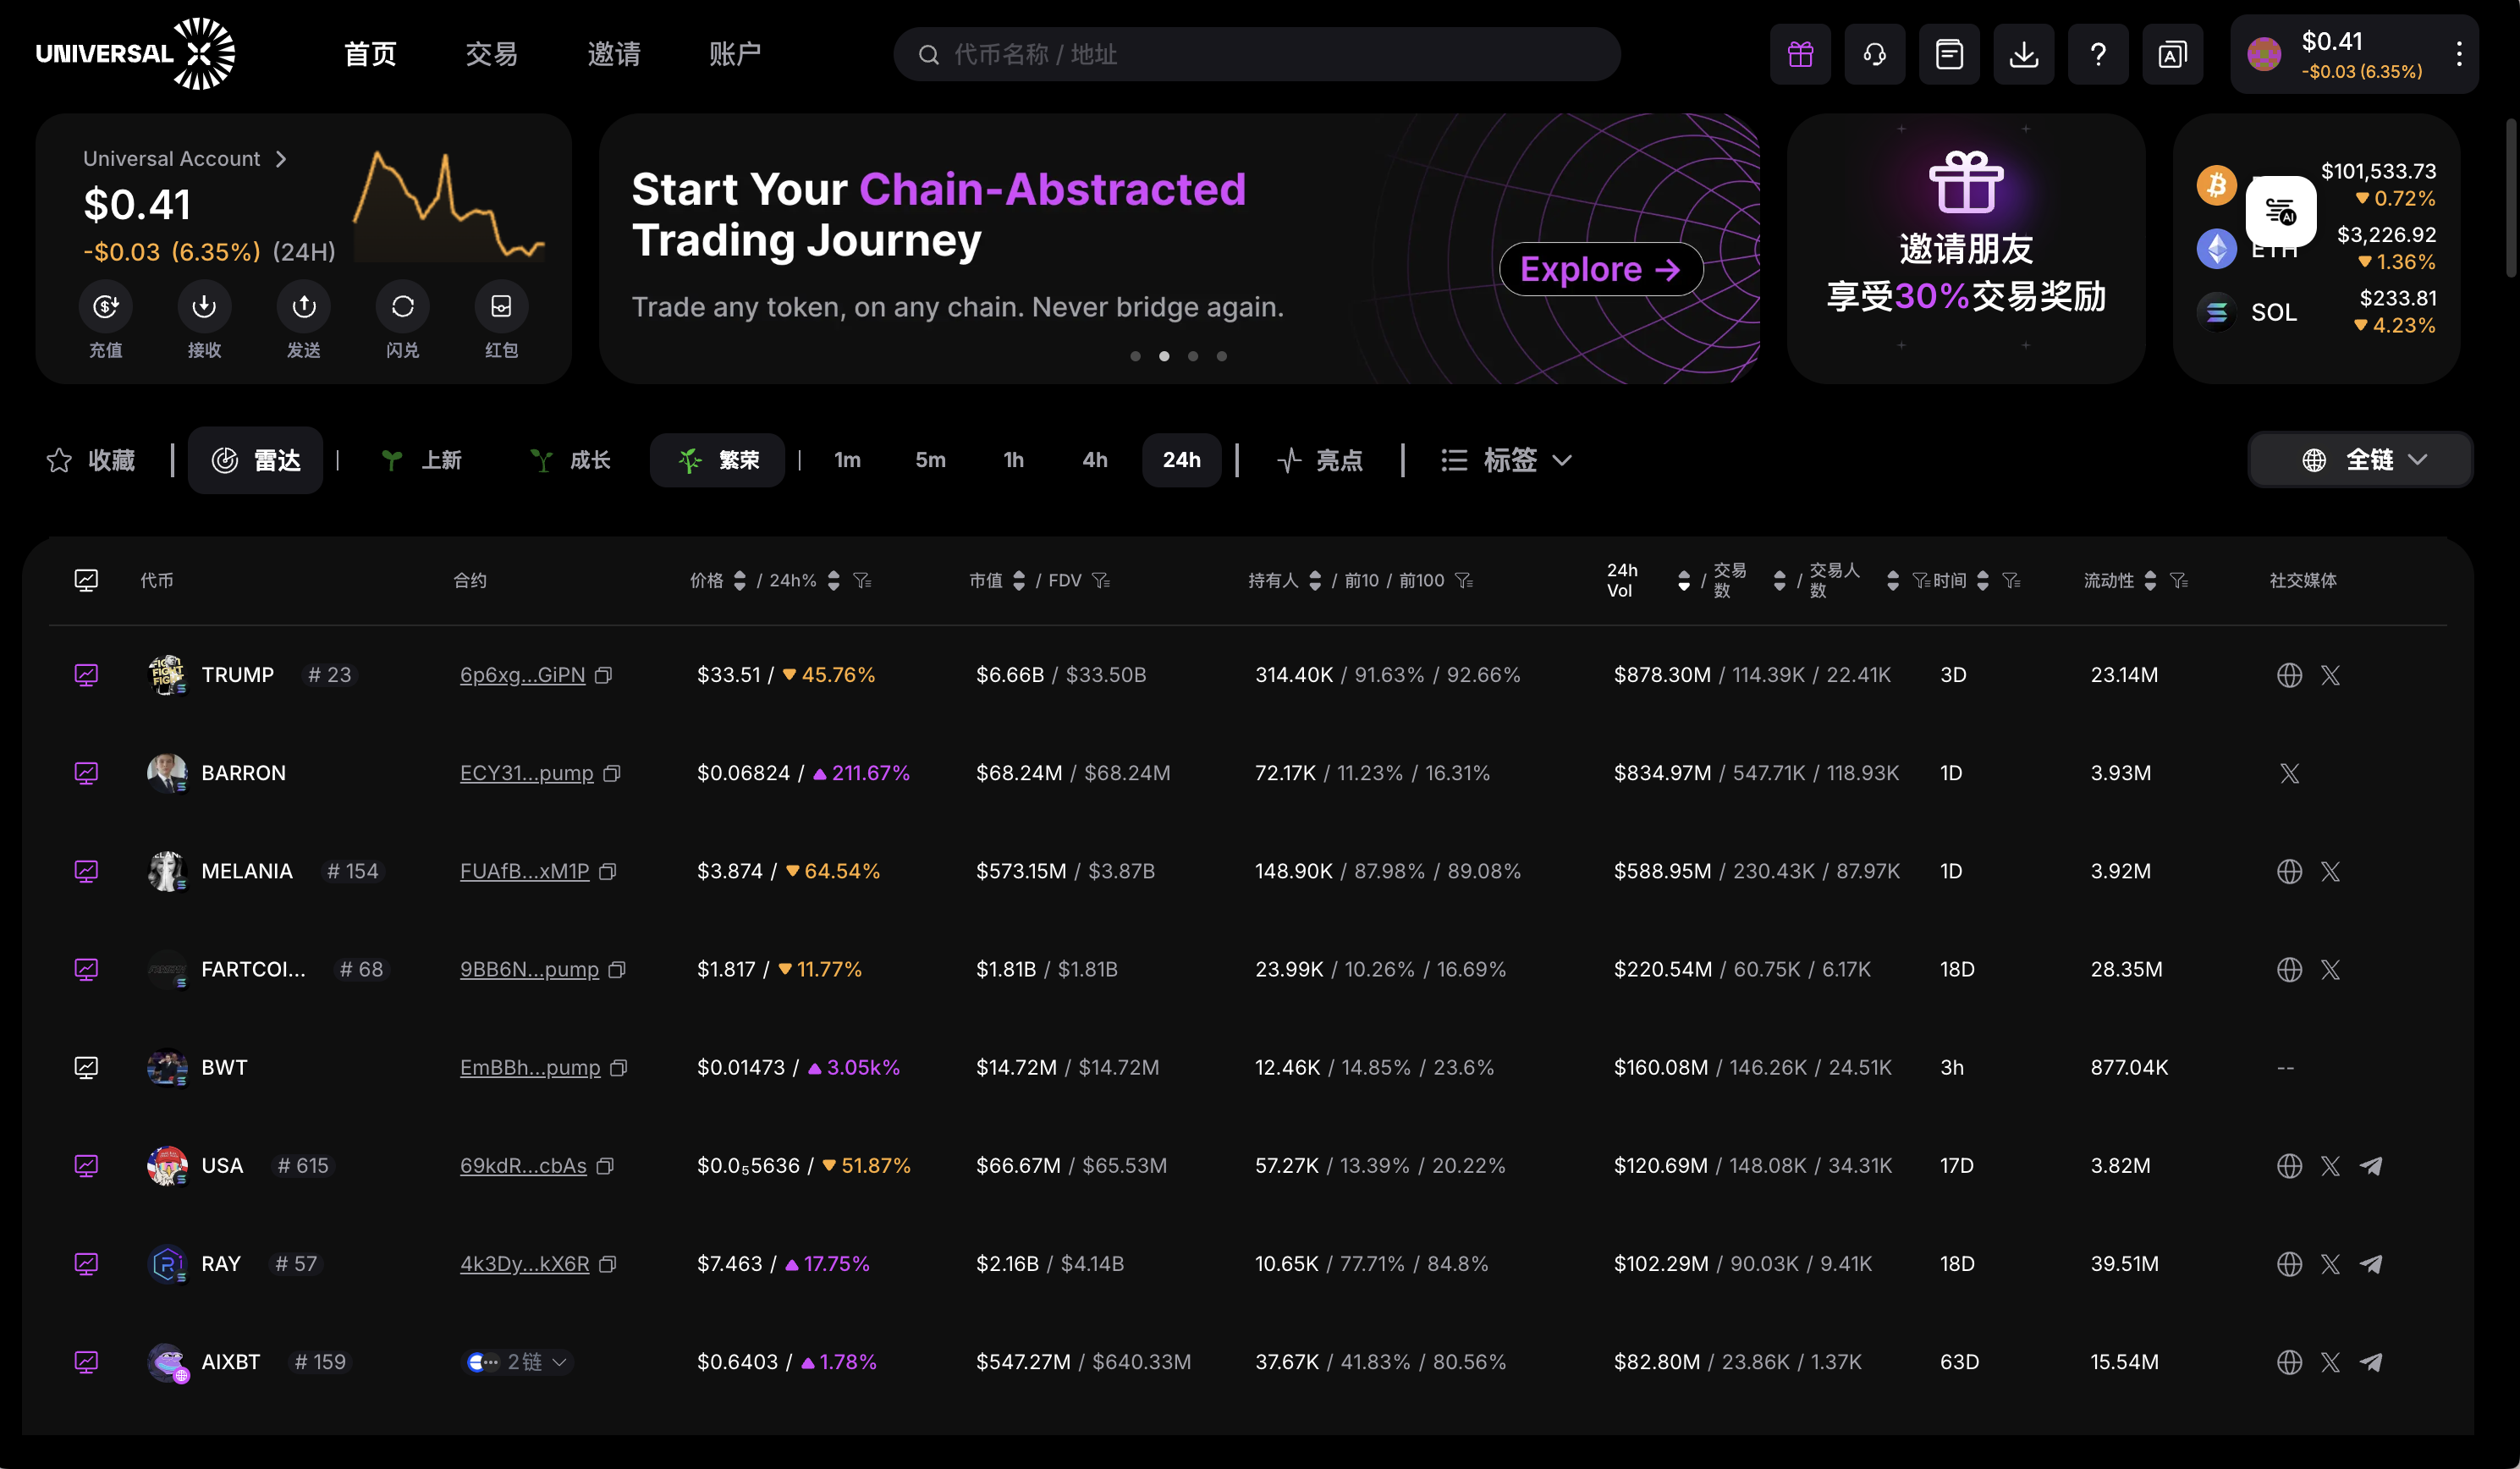 UNIVERSAL X
首页
交易
邀请
账户
代币名称 / 地址
$0.41
-$0.03 (6.35%)
Universal Account
$0.41
-$0.03 (6.35%) (24H)
充值
接收
发送
闪兑
红包
Start Your Chain-Abstracted
Trading Journey
Trade any token, on any chain. Never bridge again.
Explore →
邀请朋友
享受30%交易奖励
$101,533.73
0.72%
AI
ETH
$3,226.92
1.36%
SOL
$233.81
4.23%
收藏
雷达
上新
成长
繁荣
1m
5m
1h
4h
24h
亮点
标签
全链
代币
合约
价格 / 24h%
市值 / FDV
持有人 / 前10 / 前100
24h Vol / 交易数 / 交易人数
时间
流动性
社交媒体
TRUMP # 23 6p6xg...GiPN $33.51 / 45.76% $6.66B / $33.50B 314.40K / 91.63% / 92.66% $878.30M / 114.39K / 22.41K 3D 23.14M
BARRON ECY31...pump $0.06824 / 211.67% $68.24M / $68.24M 72.17K / 11.23% / 16.31% $834.97M / 547.71K / 118.93K 1D 3.93M
MELANIA # 154 FUAfB...xM1P $3.874 / 64.54% $573.15M / $3.87B 148.90K / 87.98% / 89.08% $588.95M / 230.43K / 87.97K 1D 3.92M
FARTCOI... # 68 9BB6N...pump $1.817 / 11.77% $1.81B / $1.81B 23.99K / 10.26% / 16.69% $220.54M / 60.75K / 6.17K 18D 28.35M
BWT EmBBh...pump $0.01473 / 3.05k% $14.72M / $14.72M 12.46K / 14.85% / 23.6% $160.08M / 146.26K / 24.51K 3h 877.04K --
USA # 615 69kdR...cbAs $0.0₅5636 / 51.87% $66.67M / $65.53M 57.27K / 13.39% / 20.22% $120.69M / 148.08K / 34.31K 17D 3.82M
RAY # 57 4k3Dy...kX6R $7.463 / 17.75% $2.16B / $4.14B 10.65K / 77.71% / 84.8% $102.29M / 90.03K / 9.41K 18D 39.51M
AIXBT # 159 2链 $0.6403 / 1.78% $547.27M / $640.33M 37.67K / 41.83% / 80.56% $82.80M / 23.86K / 1.37K 63D 15.54M